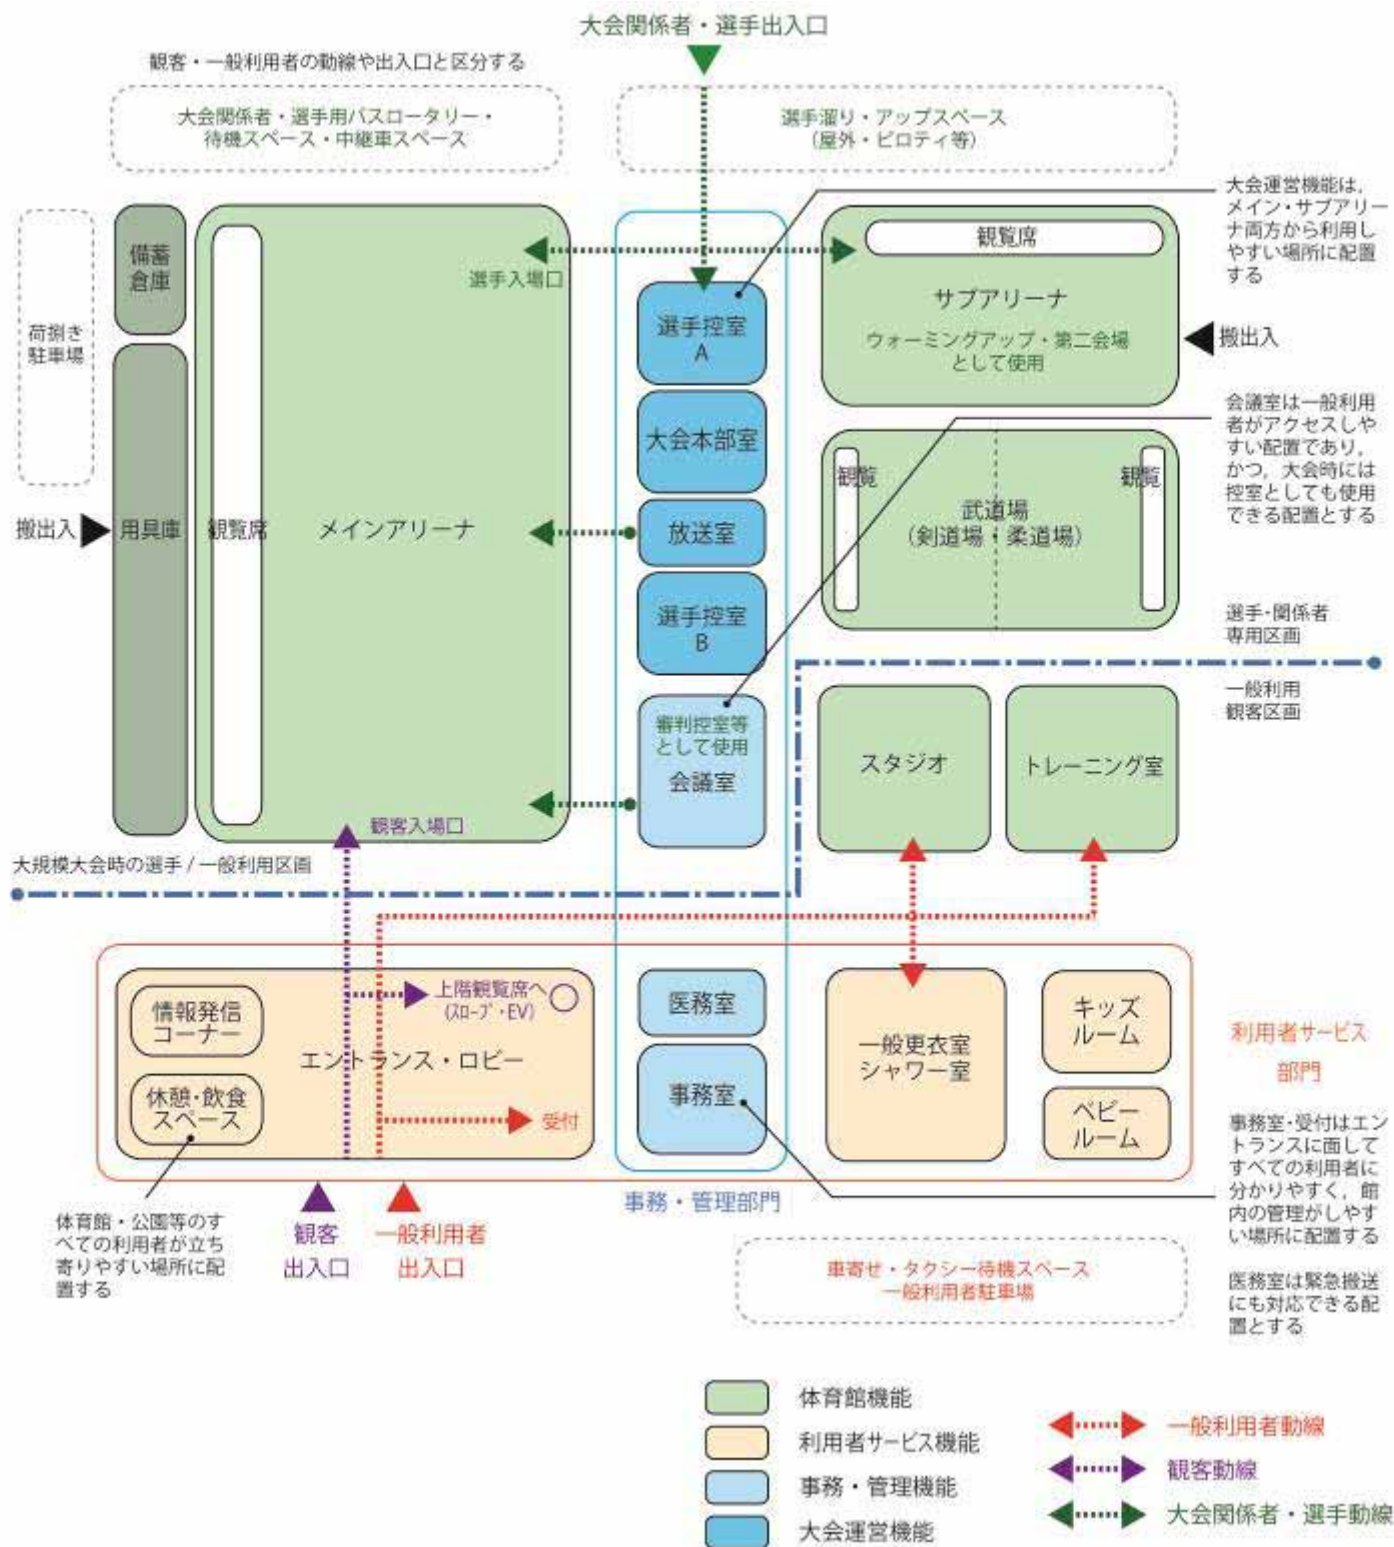 大会関係者・選手出入口
観客・一般利用者の動線や出入口と区分する
大会関係者・選手用バスロータリー・
待機スペース・中継車スペース
選手溜り・アップスペース
（屋外・ピロティ等）
大会運営機能は，
メイン・サブアリー
ナ両方から利用し
やすい場所に配置
する
荷捌き
駐車場
備蓄
倉庫
選手入場口
観覧席
サブアリーナ
ウォーミングアップ・第二会場
として使用
搬出入
選手控室
A
大会本部室
会議室は一般利用
者がアクセスしや
すい配置であり，
かつ，大会時には
控室としても使用
できる配置とする
搬出入
用具庫
観覧席
メインアリーナ
放送室
観覧
観覧
武道場
（剣道場・柔道場）
選手控室
B
選手・関係者
専用区画
一般利用
観客区画
審判控室等
として使用
会議室
スタジオ
トレーニング室
観客入場口
大規模大会時の選手 / 一般利用区画
情報発信
コーナー
上階観覧席へ
(スロープ・EV)
エントランス・ロビー
休憩・飲食
スペース
受付
医務室
事務室
一般更衣室
シャワー室
キッズ
ルーム
ベビー
ルーム
利用者サービス
部門
事務室・受付はエン
トランスに面して
すべての利用者に
分かりやすく，館
内の管理がしやす
い場所に配置する
医務室は緊急搬送
にも対応できる配
置とする
体育館・公園等のす
べての利用者が立ち
寄りやすい場所に配
置する
観客
出入口
一般利用者
出入口
事務・管理部門
車寄せ・タクシー待機スペース
一般利用者駐車場
体育館機能
利用者サービス機能
事務・管理機能
大会運営機能
一般利用者動線
観客動線
大会関係者・選手動線